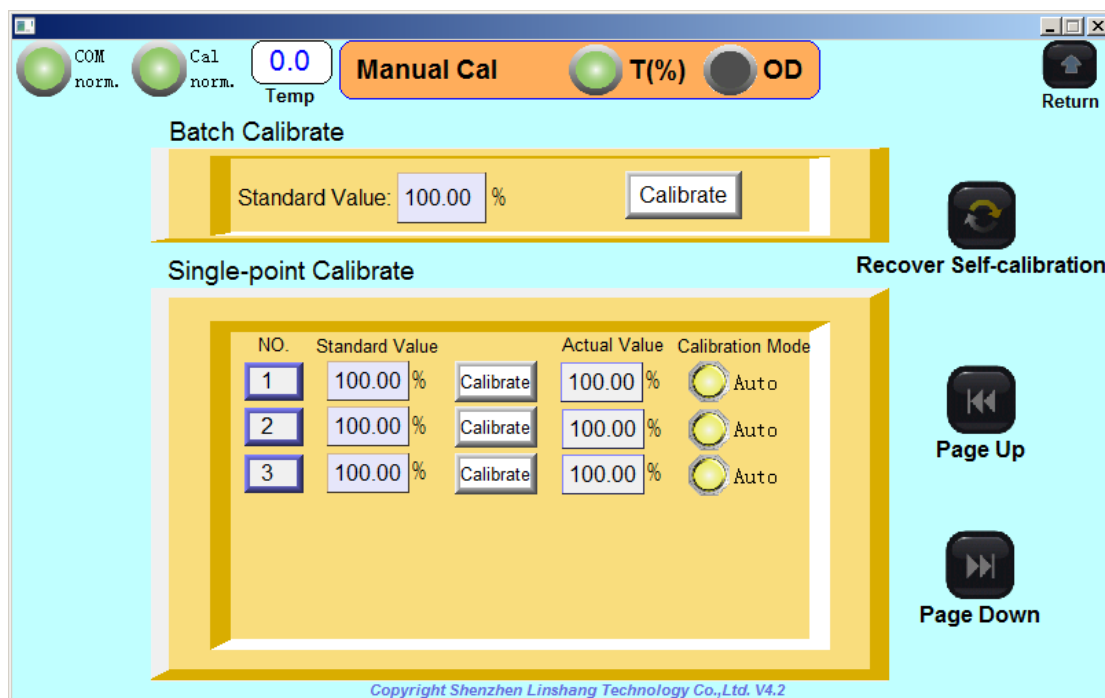 COM
norm.
Cal
norm.
0.0
Temp
Manual Cal
T(%)
OD
Return
Batch Calibrate
Standard Value: 100.00 %
Calibrate
Recover Self-calibration
Single-point Calibrate
NO. Standard Value Actual Value Calibration Mode
1 100.00 % Calibrate 100.00 % Auto
2 100.00 % Calibrate 100.00 % Auto
3 100.00 % Calibrate 100.00 % Auto
Page Up
Page Down
Copyright Shenzhen Linshang Technology Co.,Ltd. V4.2